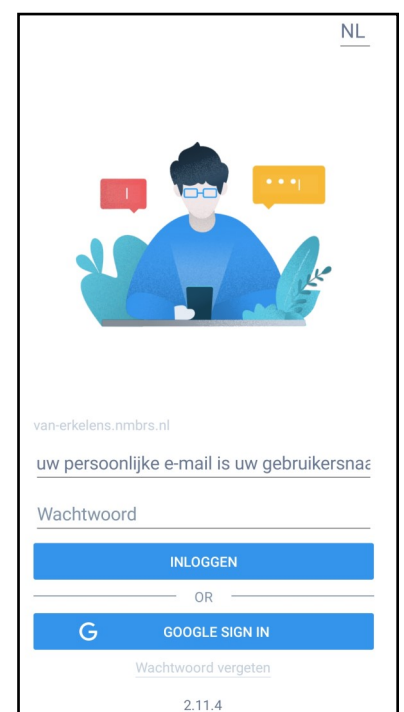 NL
van-erkelens.nmbrs.nl
uw persoonlijke e-mail is uw gebruikersnaa
Wachtwoord
INLOGGEN
OR
G GOOGLE SIGN IN
Wachtwoord vergeten
2.11.4